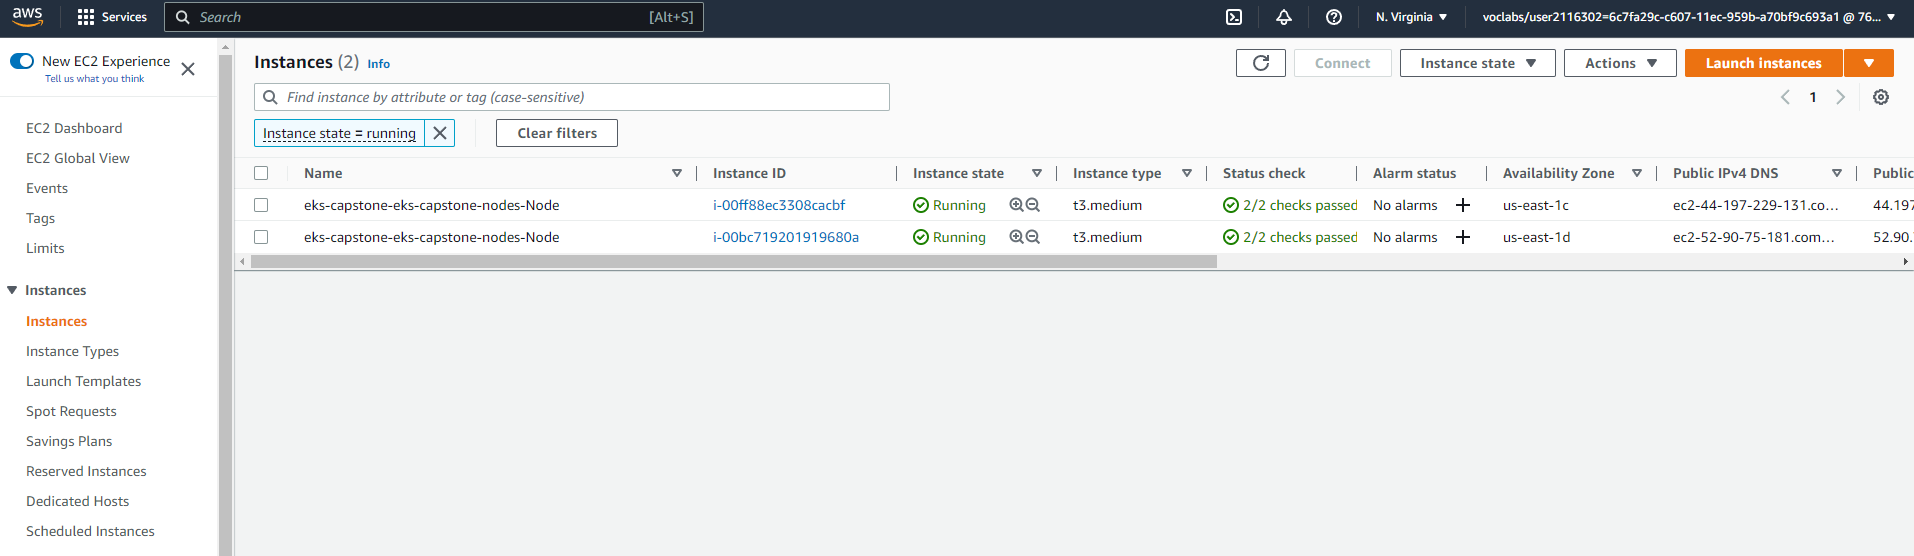 aws
Services
Search
[Alt+S]
N. Virginia
voclabs/user2116302=6c7fa29c-c607-11ec-959b-a70bf9c693a1 @ 76...
New EC2 Experience
Tell us what you think
EC2 Dashboard
EC2 Global View
Events
Tags
Limits
Instances
Instances
Instance Types
Launch Templates
Spot Requests
Savings Plans
Reserved Instances
Dedicated Hosts
Scheduled Instances
Instances (2) Info
Connect
Instance state
Actions
Launch instances
Find instance by attribute or tag (case-sensitive)
1
Instance state = running
Clear filters
Name Instance ID Instance state Instance type Status check Alarm status Availability Zone Public IPv4 DNS Public
eks-capstone-eks-capstone-nodes-Node i-00ff88ec3308cacbf Running t3.medium 2/2 checks passed No alarms + us-east-1c ec2-44-197-229-131.co... 44.197
eks-capstone-eks-capstone-nodes-Node i-00bc719201919680a Running t3.medium 2/2 checks passed No alarms + us-east-1d ec2-52-90-75-181.com... 52.90.